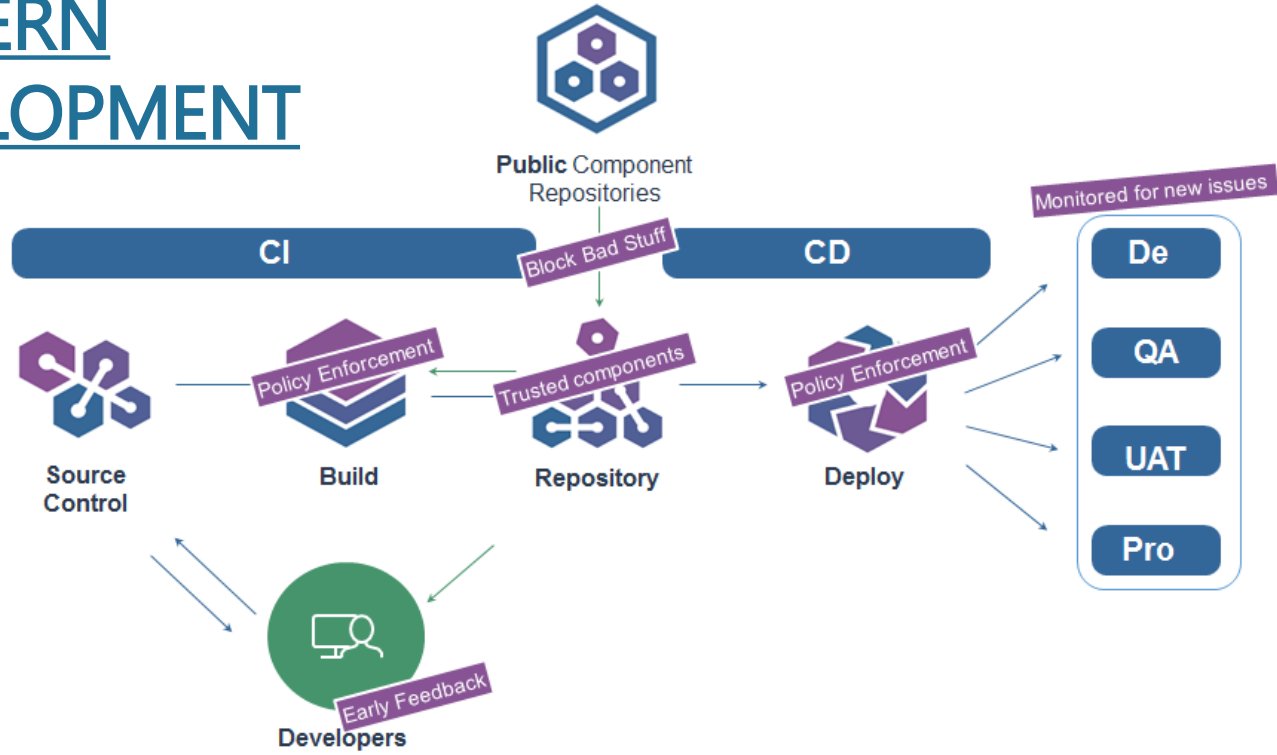 ERN
LOPMENT
Public Component
Repositories
Monitored for new issues
CI
Block Bad Stuff
CD
De
QA
UAT
Pro
Policy Enforcement
Trusted components
Policy Enforcement
Source
Control
Build
Repository
Deploy
Early Feedback
Developers